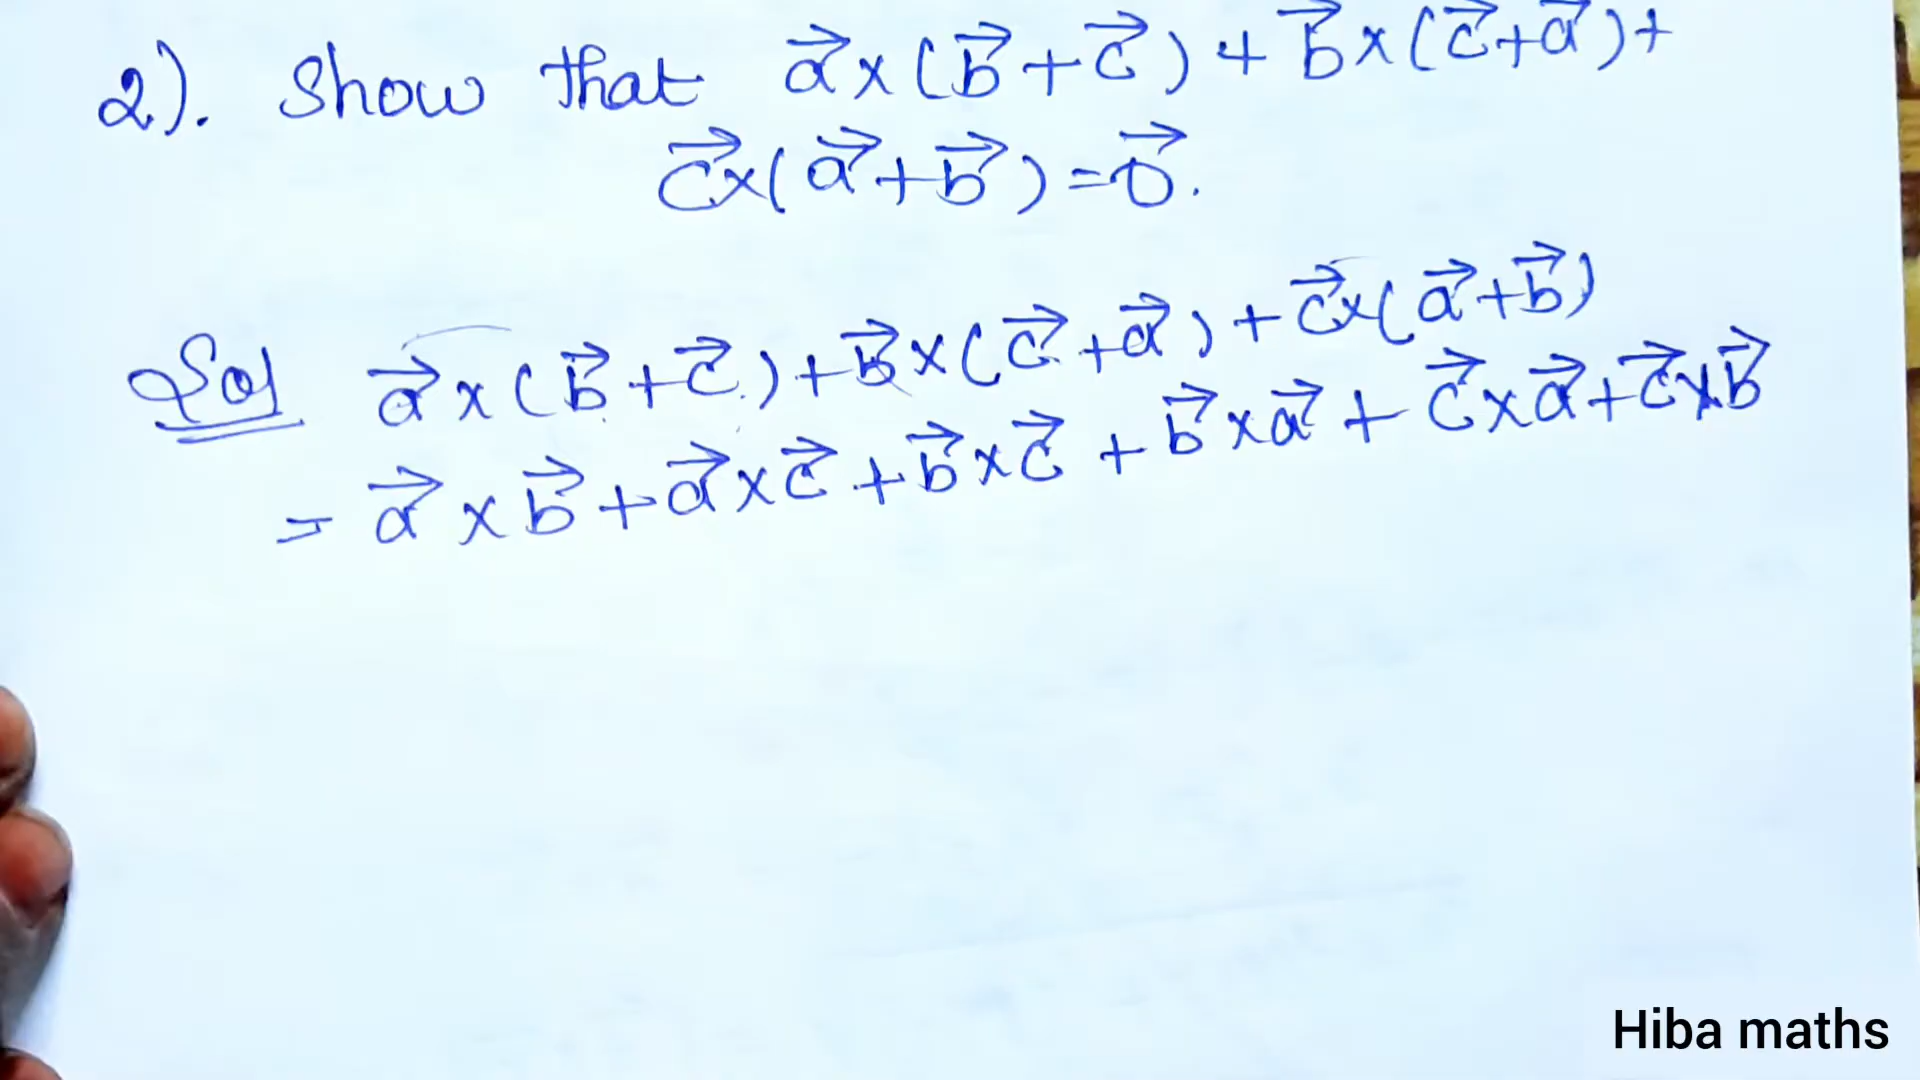 2). Show that a⃗×(b⃗+c⃗)+b⃗×(c⃗+a⃗)+
c⃗×(a⃗+b⃗)=0⃗.
Sol a⃗×(b⃗+c⃗)+b⃗×(c⃗+a⃗)+c⃗×(a⃗+b⃗)
= a⃗×b⃗+a⃗×c⃗+b⃗×c⃗+b⃗×a⃗+c⃗×a⃗+c⃗×b⃗
Hiba maths